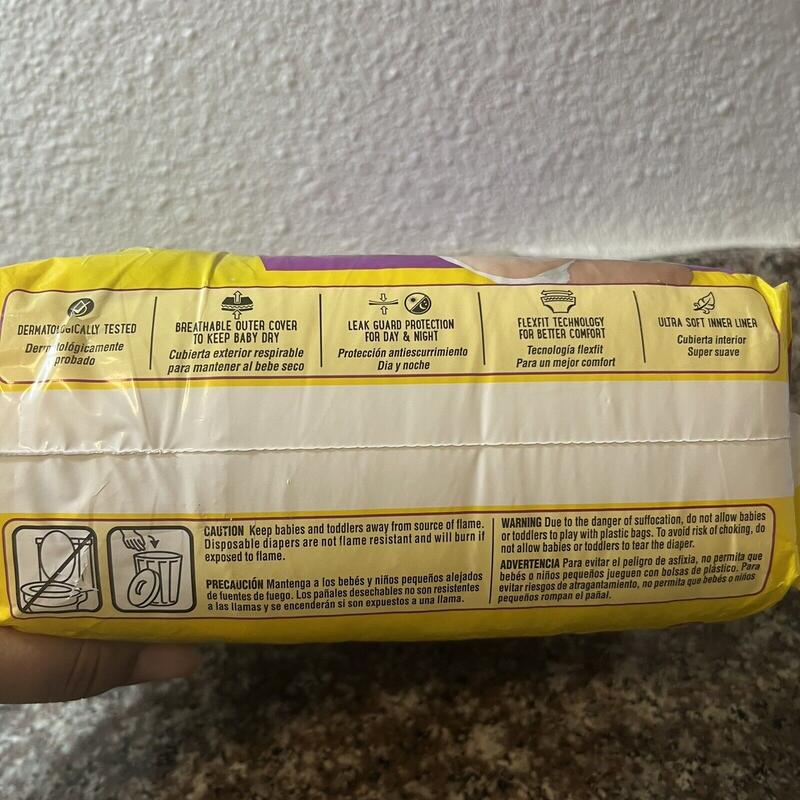 DERMATOLOGICALLY TESTED
Dermatológicamente
probado
BREATHABLE OUTER COVER
TO KEEP BABY DRY
Cubierta exterior respirable
para mantener al bebe seco
LEAK GUARD PROTECTION
FOR DAY & NIGHT
Protección antiescurrimiento
Dia y noche
FLEXFIT TECHNOLOGY
FOR BETTER COMFORT
Tecnología flexfit
Para un mejor comfort
ULTRA SOFT INNER LINER
Cubierta interior
Super suave
CAUTION Keep babies and toddlers away from source of flame.
Disposable diapers are not flame resistant and will burn if
exposed to flame.
PRECAUCIÓN Mantenga a los bebés y niños pequeños alejados
de fuentes de fuego. Los pañales desechables no son resistentes
a las llamas y se encenderán si son expuestos a una llama.
WARNING Due to the danger of suffocation, do not allow babies
or toddlers to play with plastic bags. To avoid risk of choking, do
not allow babies or toddlers to tear the diaper.
ADVERTENCIA Para evitar el peligro de asfixia, no permita que
bebés o niños pequeños jueguen con bolsas de plástico. Para
evitar riesgos de atragantamiento, no permita que bebés o niños
pequeños rompan el pañal.